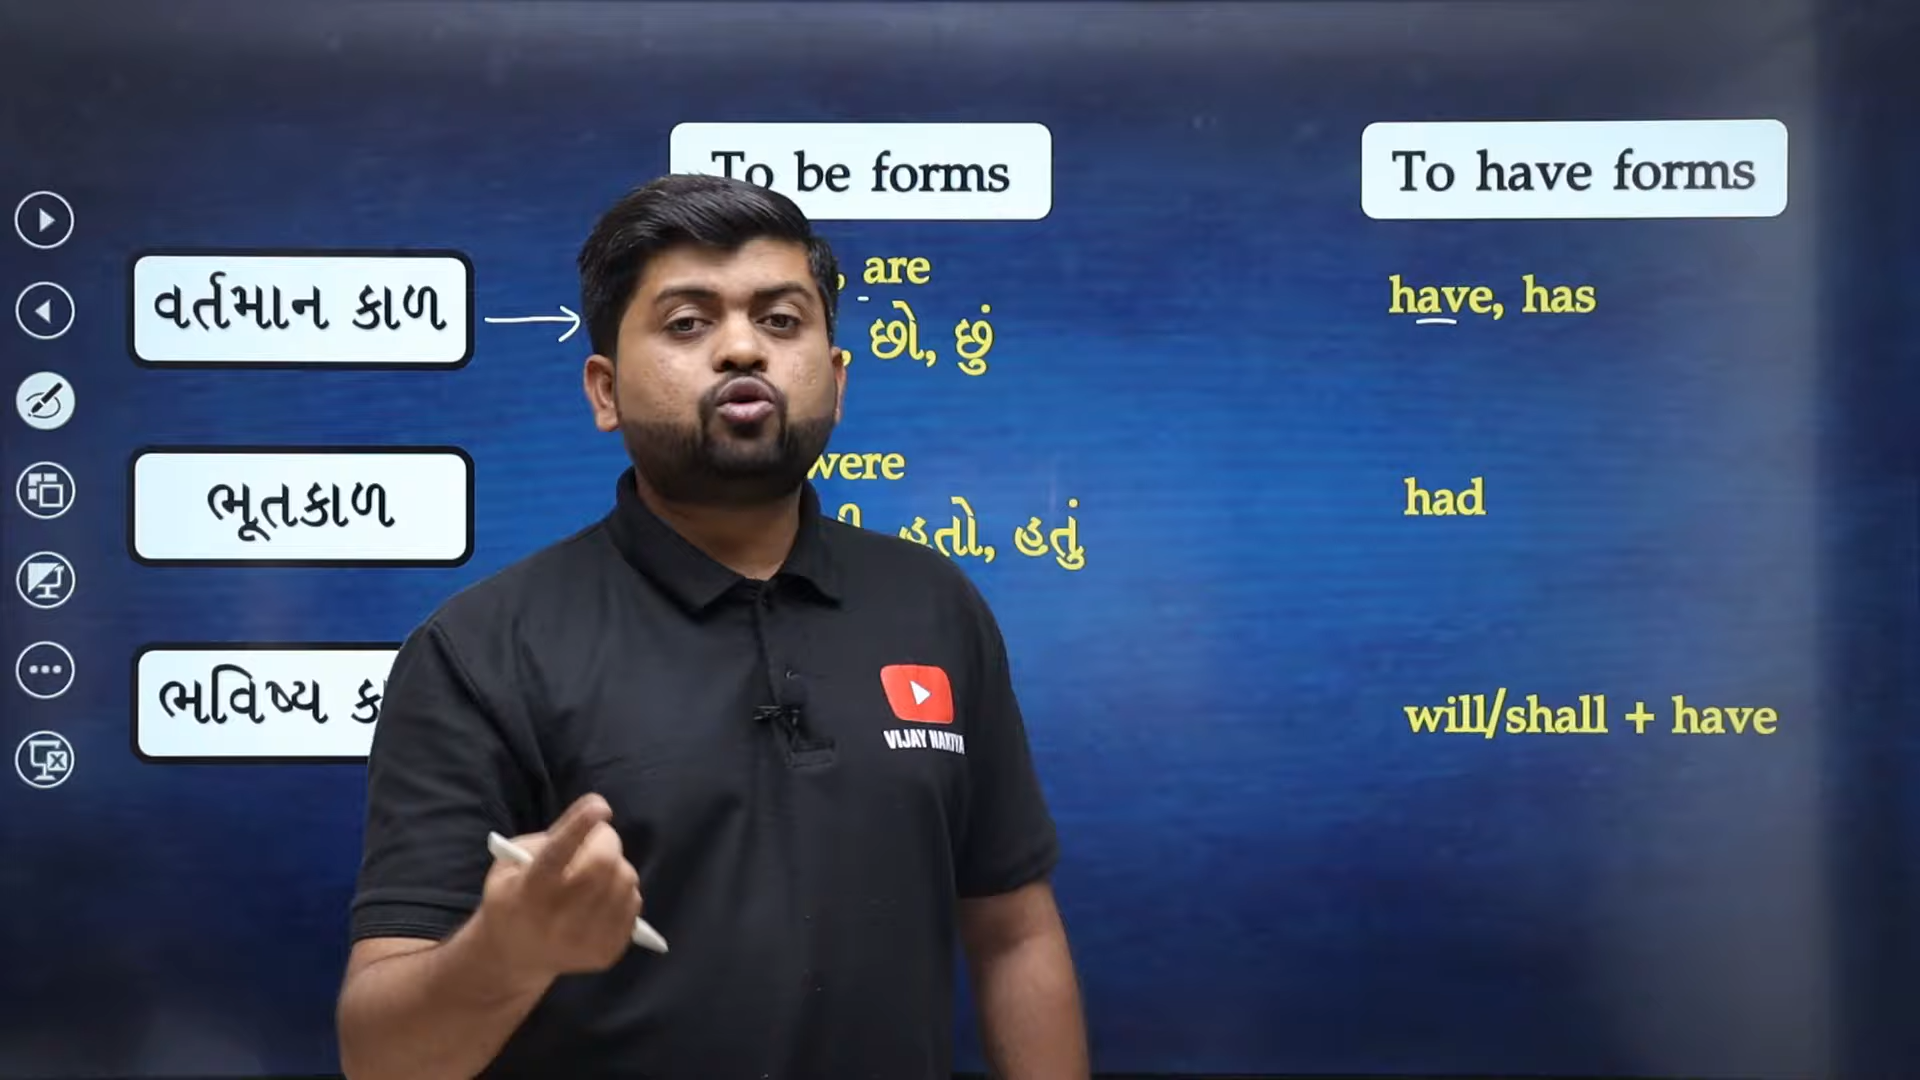 To be forms
To have forms
વર્તમાન કાળ
, are
, છો, છું
have, has
ભૂતકાળ
were
હતો, હતું
had
ભવિષ્ય
will/shall + have
VIJAY NAKIYA